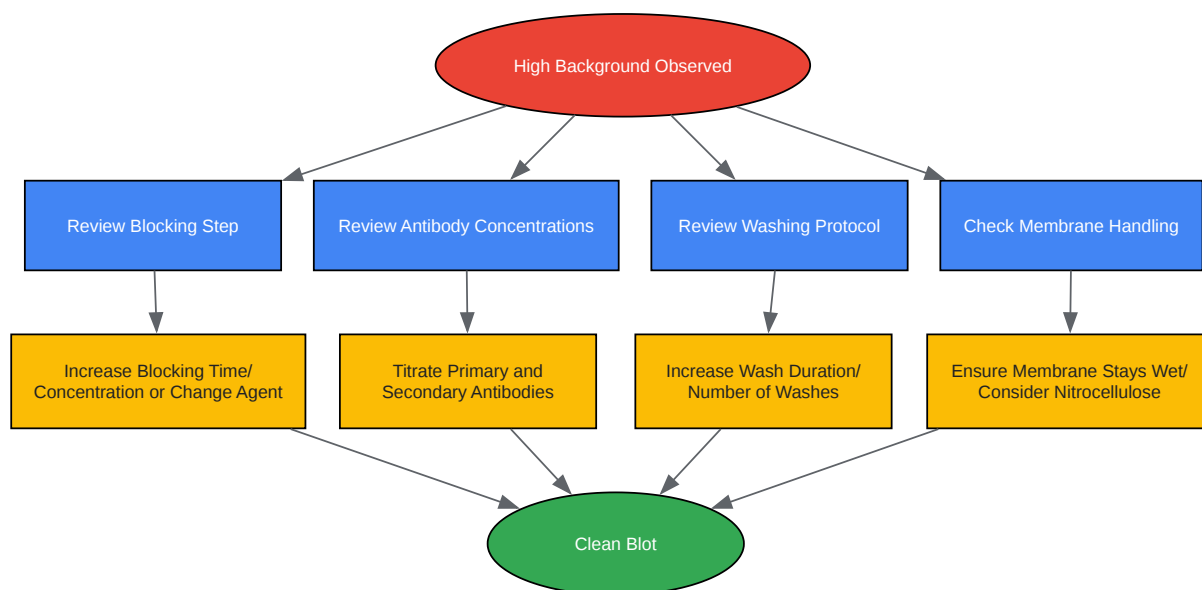 High Background Observed
Review Blocking Step
Review Antibody Concentrations
Review Washing Protocol
Check Membrane Handling
Increase Blocking Time/
Concentration or Change Agent
Titrate Primary and
Secondary Antibodies
Increase Wash Duration/
Number of Washes
Ensure Membrane Stays Wet/
Consider Nitrocellulose
Clean Blot